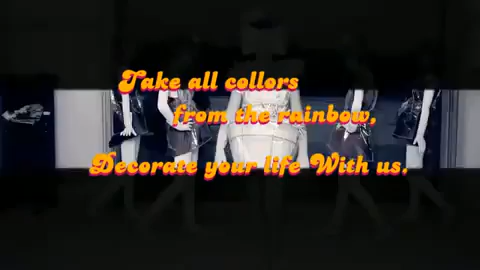 Take all collors
from the rainbow,
Decorate your life With us.